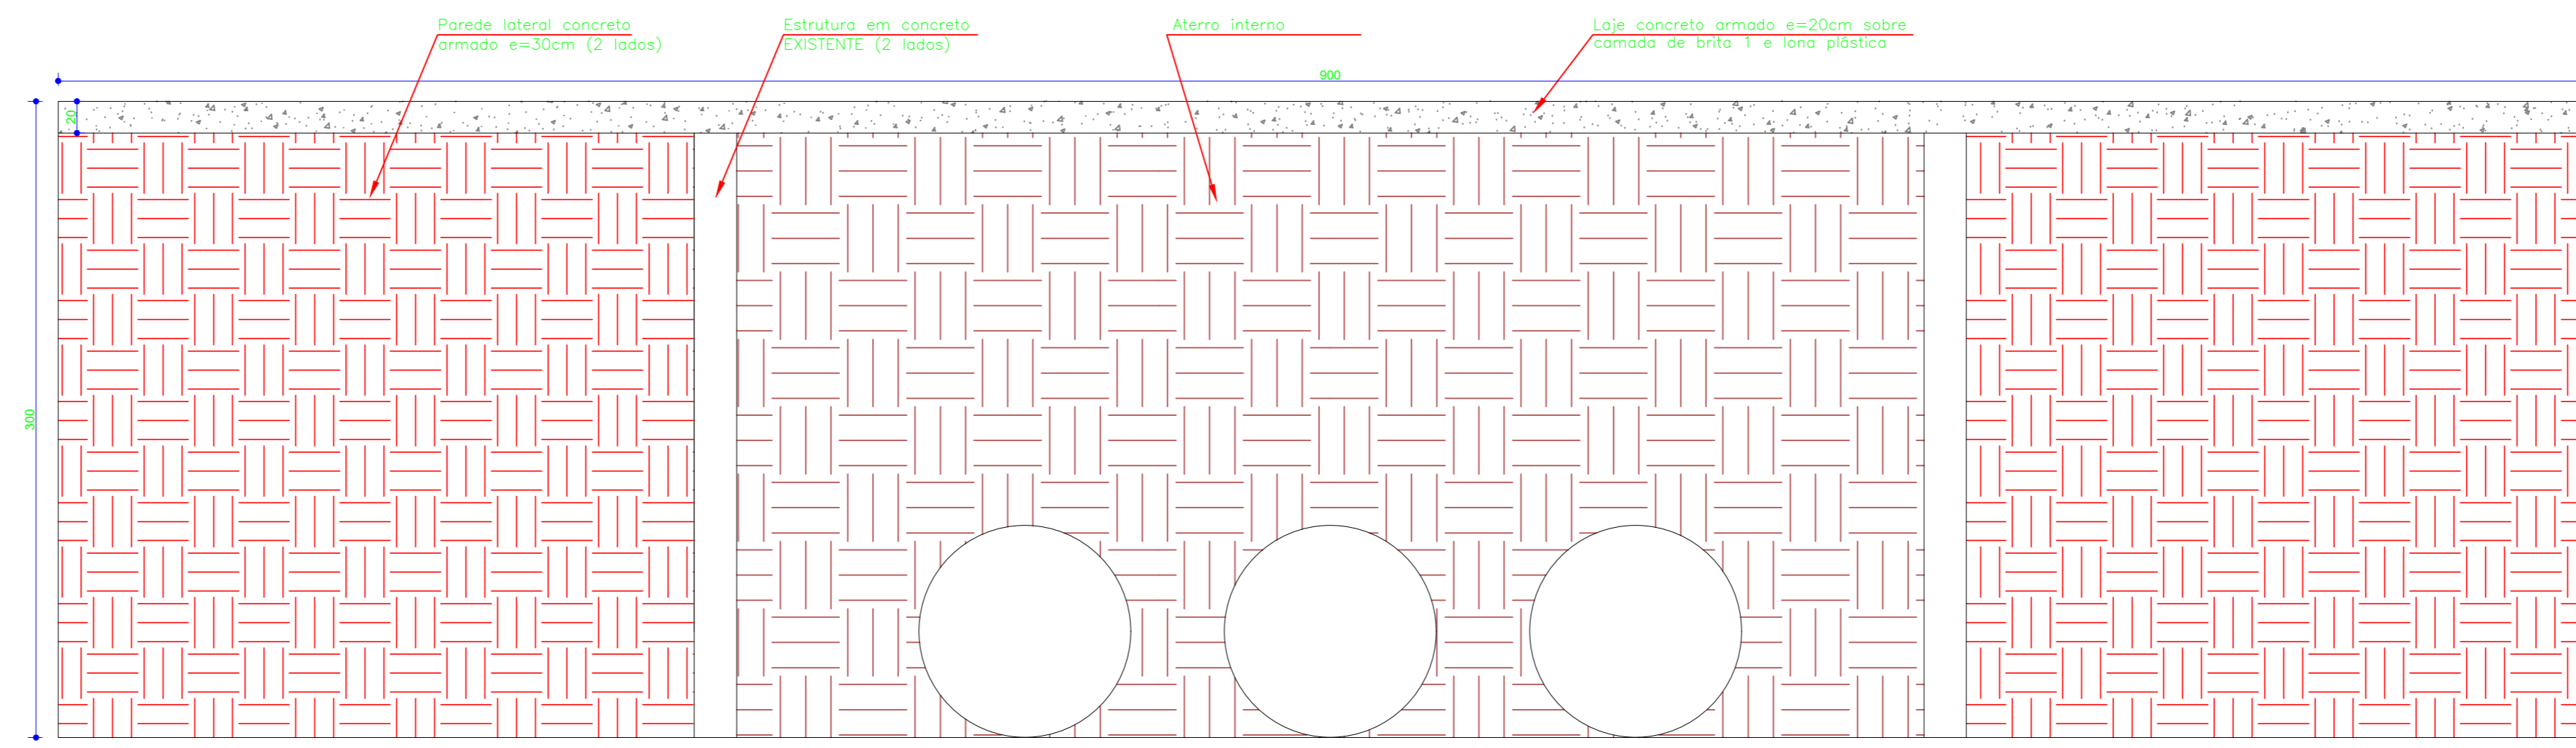 Parede lateral concreto
armado e=30cm (2 lados)
Estrutura em concreto
EXISTENTE (2 lados)
Aterro interno
Laje concreto armado e=20cm sobre
camada de brita 1 e lona plástica
900
20
300